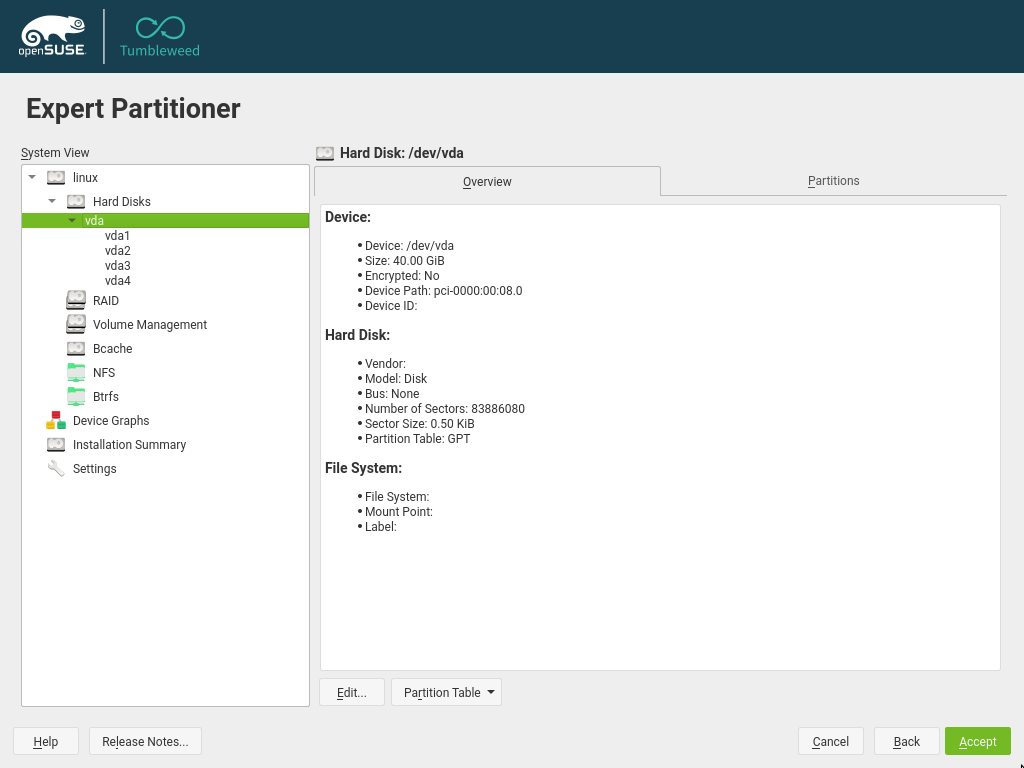 openSUSE
Tumbleweed
Expert Partitioner
System View
linux
Hard Disks
vda
vda1
vda2
vda3
vda4
RAID
Volume Management
Bcache
NFS
Btrfs
Device Graphs
Installation Summary
Settings
Hard Disk: /dev/vda
Overview
Partitions
Device:
• Device: /dev/vda
• Size: 40.00 GiB
• Encrypted: No
• Device Path: pci-0000:00:08.0
• Device ID:
Hard Disk:
• Vendor:
• Model: Disk
• Bus: None
• Number of Sectors: 83886080
• Sector Size: 0.50 KiB
• Partition Table: GPT
File System:
• File System:
• Mount Point:
• Label:
Edit...
Partition Table
Help
Release Notes...
Cancel
Back
Accept